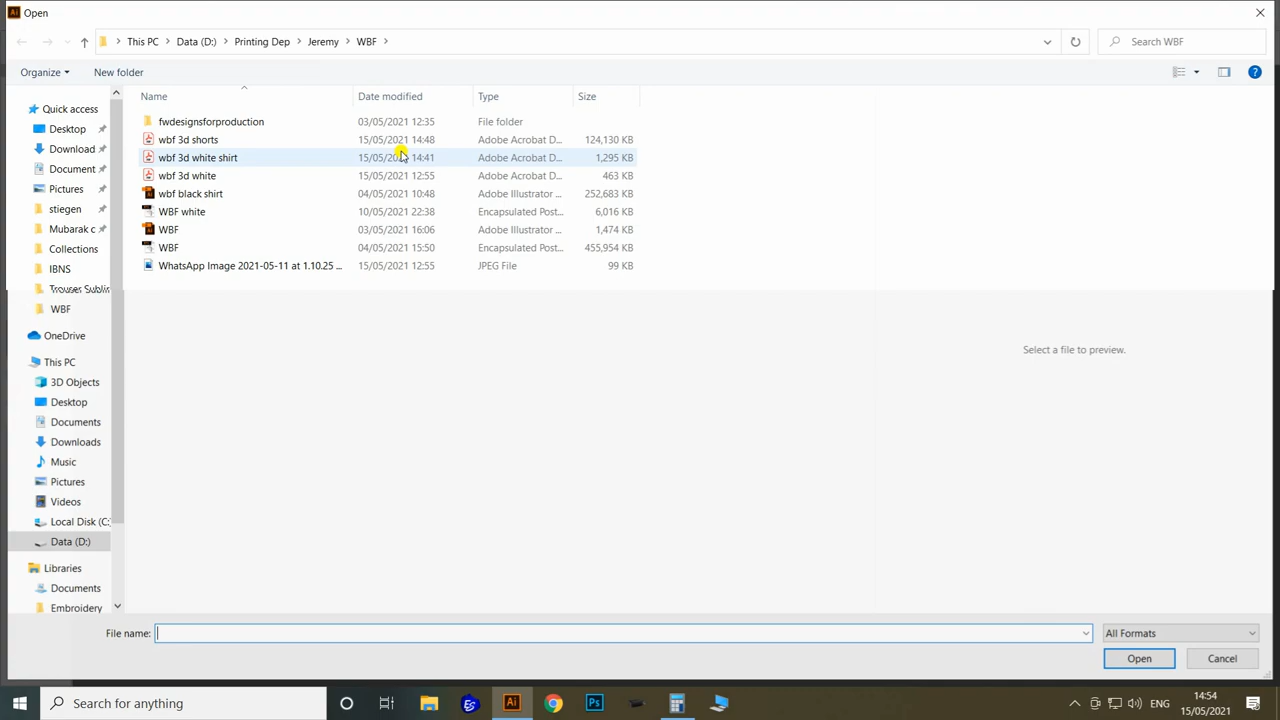 Ai Open
This PC Data (D:) Printing Dep Jeremy WBF Search WBF
Organize New folder
Name Date modified Type Size
fwdesignsforproduction 03/05/2021 12:35 File folder
wbf 3d shorts 15/05/2021 14:48 Adobe Acrobat D... 124,130 KB
wbf 3d white shirt 15/05/2021 14:41 Adobe Acrobat D... 1,295 KB
wbf 3d white 15/05/2021 12:55 Adobe Acrobat D... 463 KB
wbf black shirt 04/05/2021 10:48 Adobe Illustrator ... 252,683 KB
WBF white 10/05/2021 22:38 Encapsulated Post... 6,016 KB
WBF 03/05/2021 16:06 Adobe Illustrator ... 1,474 KB
WBF 04/05/2021 15:50 Encapsulated Post... 455,954 KB
WhatsApp Image 2021-05-11 at 1.10.25 ... 15/05/2021 12:55 JPEG File 99 KB
Quick access
Desktop
Download
Document
Pictures
stiegen
Mubarak c
Collections
IBNS
Trouser Sublin
WBF
OneDrive
This PC
3D Objects
Desktop
Documents
Downloads
Music
Pictures
Videos
Local Disk (C:
Data (D:)
Libraries
Documents
Embroidery
Select a file to preview.
File name: All Formats
Open Cancel
Search for anything Ai Ps ENG 14:54
15/05/2021